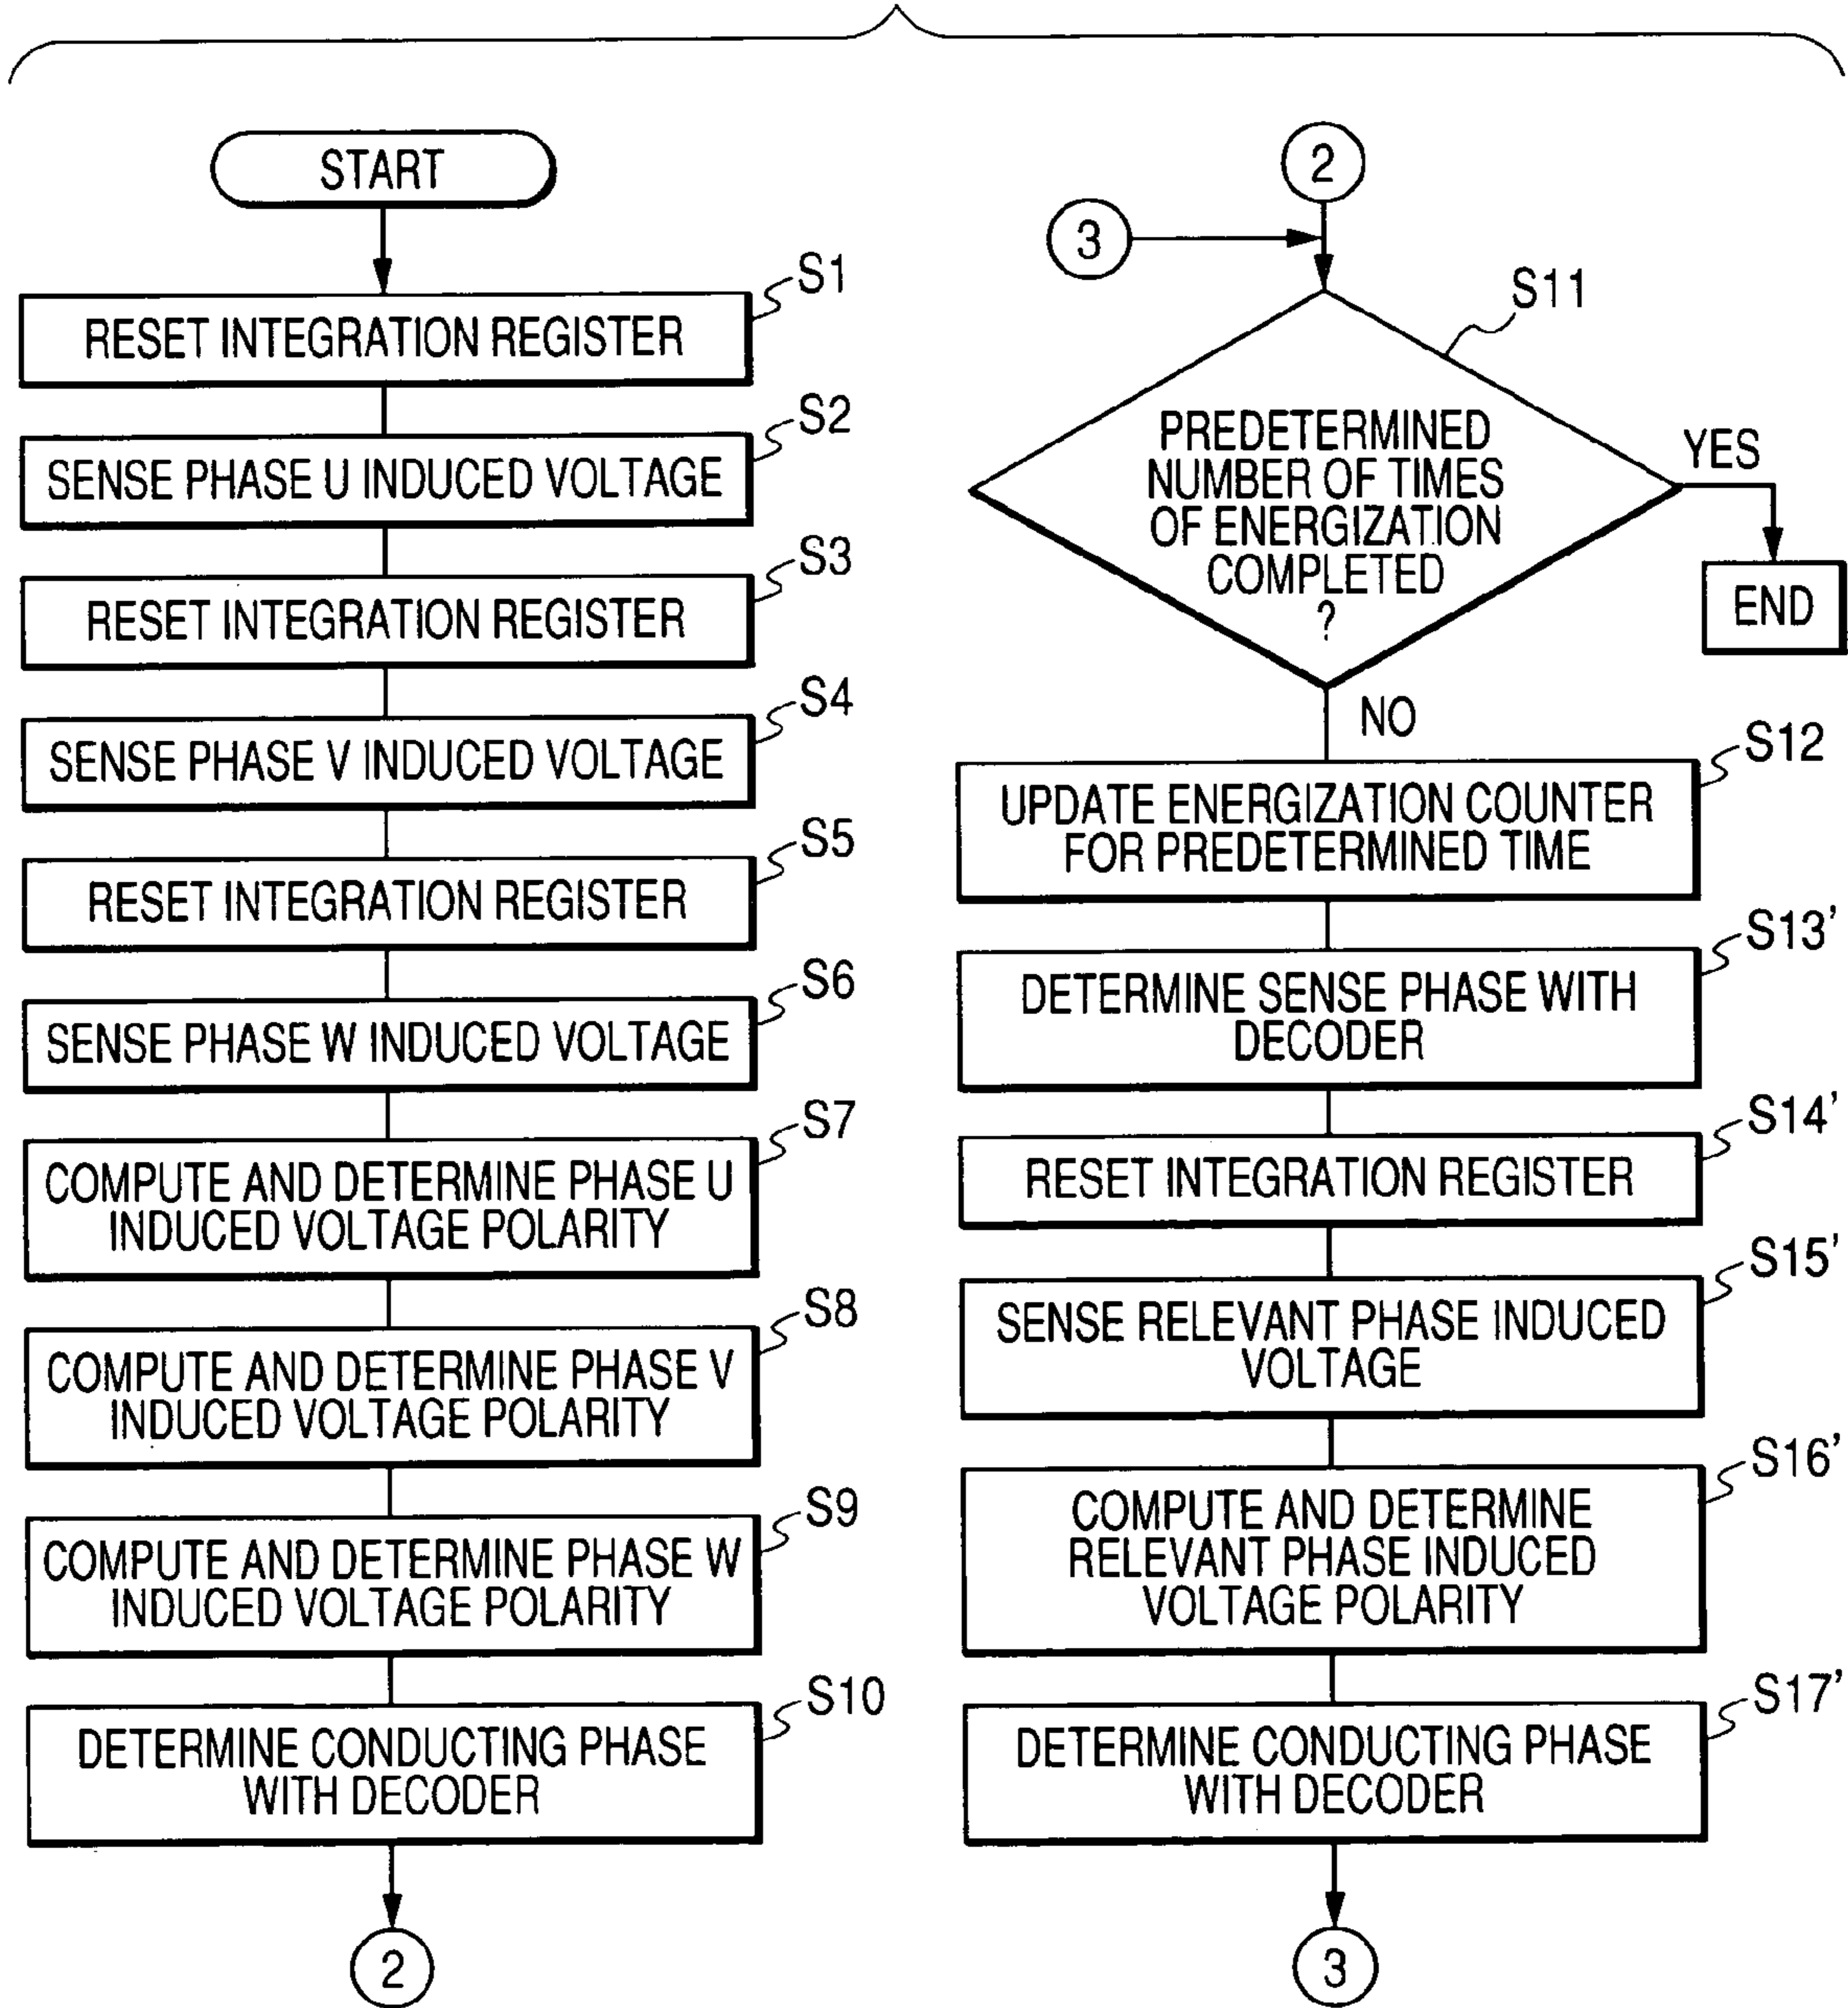 START
S1
RESET INTEGRATION REGISTER
S2
SENSE PHASE U INDUCED VOLTAGE
S3
RESET INTEGRATION REGISTER
S4
SENSE PHASE V INDUCED VOLTAGE
S5
RESET INTEGRATION REGISTER
S6
SENSE PHASE W INDUCED VOLTAGE
S7
COMPUTE AND DETERMINE PHASE U
INDUCED VOLTAGE POLARITY
S8
COMPUTE AND DETERMINE PHASE V
INDUCED VOLTAGE POLARITY
S9
COMPUTE AND DETERMINE PHASE W
INDUCED VOLTAGE POLARITY
S10
DETERMINE CONDUCTING PHASE
WITH DECODER
2
2
3
S11
PREDETERMINED
NUMBER OF TIMES
OF ENERGIZATION
COMPLETED
?
YES
END
NO
S12
UPDATE ENERGIZATION COUNTER
FOR PREDETERMINED TIME
S13'
DETERMINE SENSE PHASE WITH
DECODER
S14'
RESET INTEGRATION REGISTER
S15'
SENSE RELEVANT PHASE INDUCED
VOLTAGE
S16'
COMPUTE AND DETERMINE
RELEVANT PHASE INDUCED
VOLTAGE POLARITY
S17'
DETERMINE CONDUCTING PHASE
WITH DECODER
3